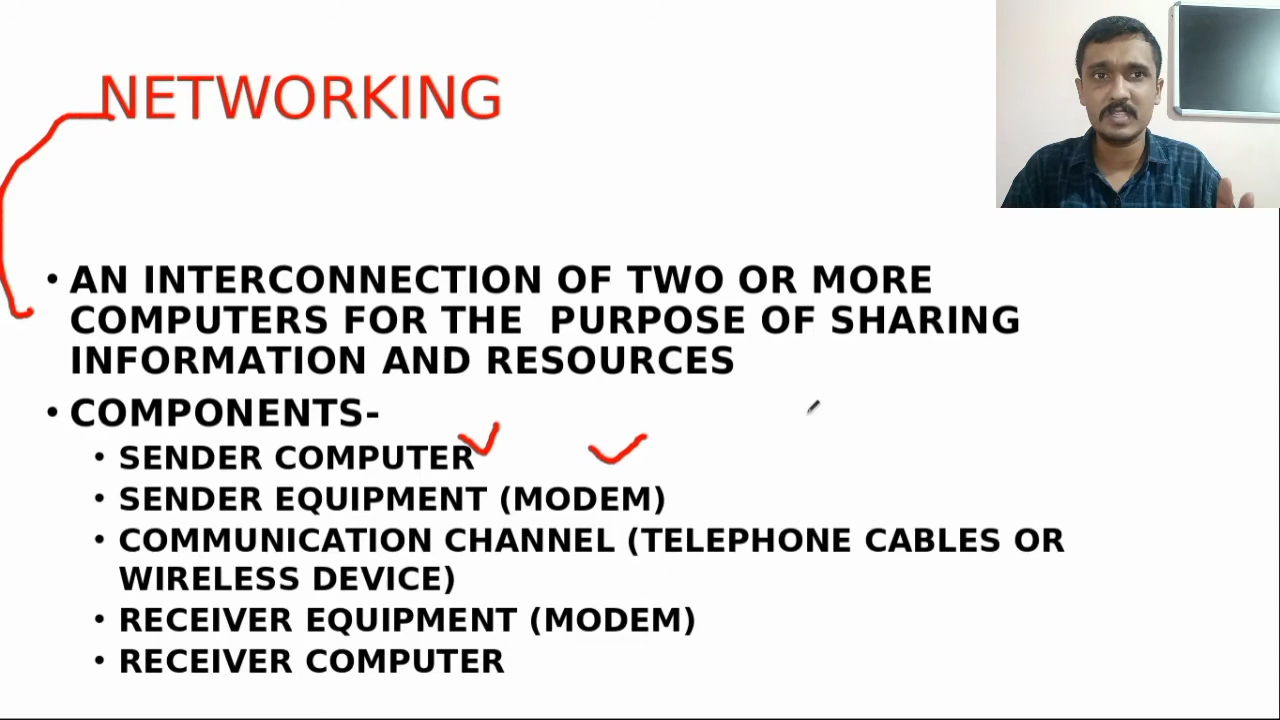 NETWORKING
• AN INTERCONNECTION OF TWO OR MORE
COMPUTERS FOR THE PURPOSE OF SHARING
INFORMATION AND RESOURCES
• COMPONENTS-
• SENDER COMPUTER
• SENDER EQUIPMENT (MODEM)
• COMMUNICATION CHANNEL (TELEPHONE CABLES OR
WIRELESS DEVICE)
• RECEIVER EQUIPMENT (MODEM)
• RECEIVER COMPUTER